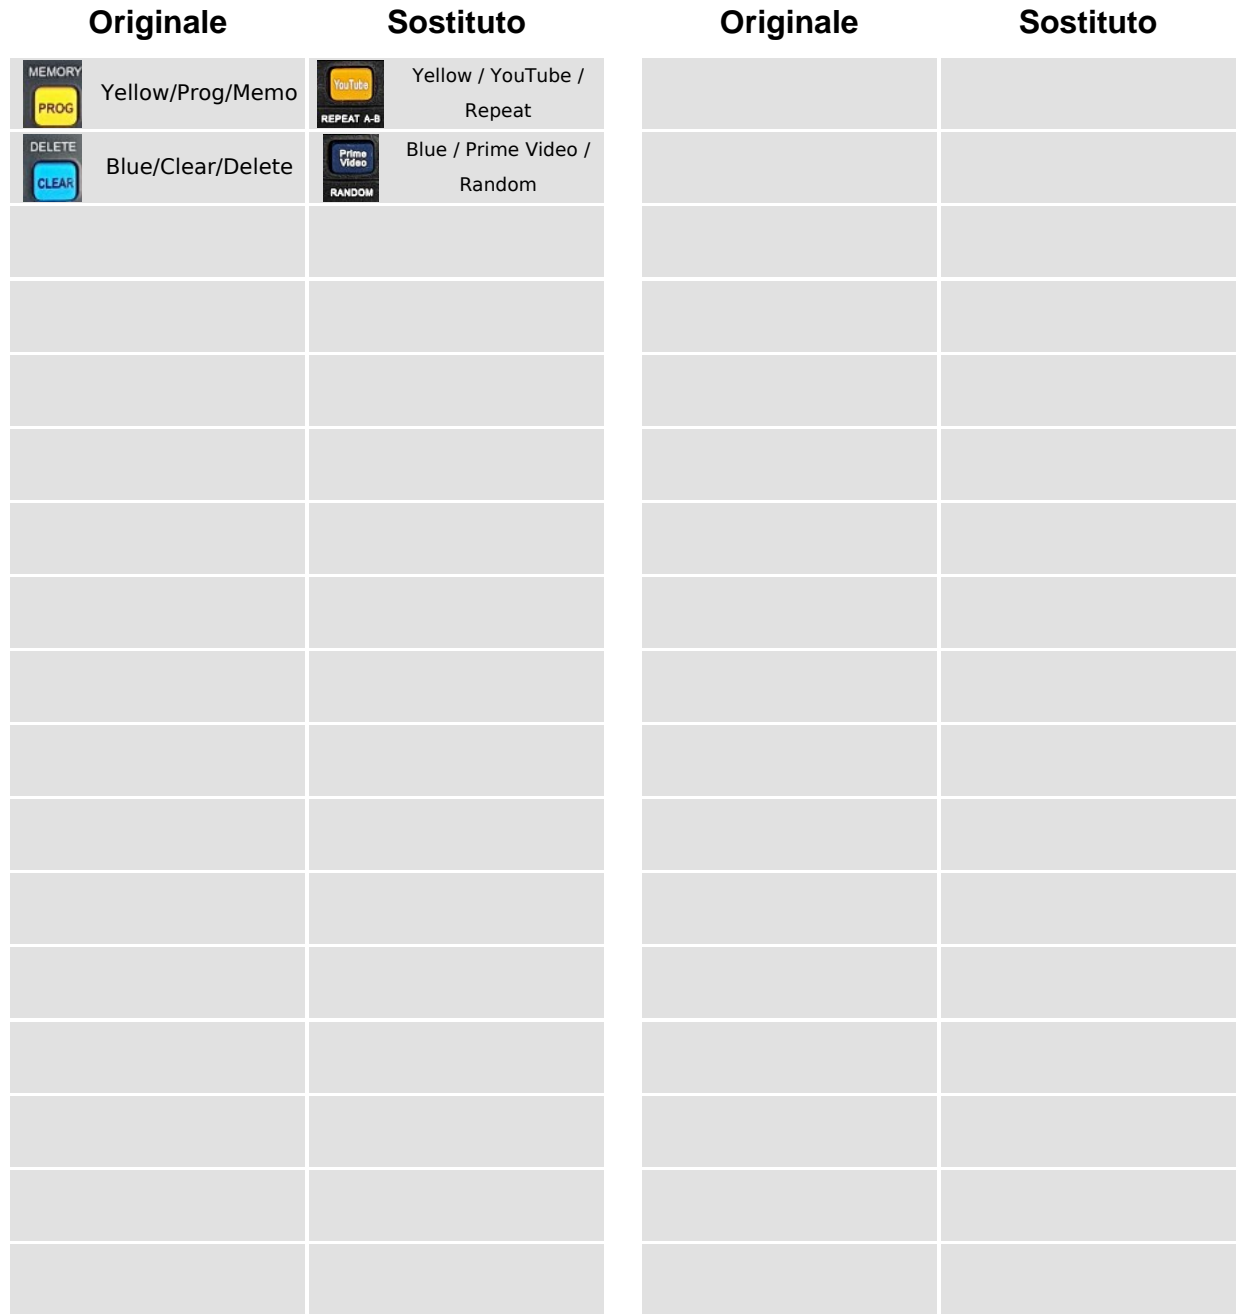 Originale Sostituto Originale Sostituto
MEMORY
PROG
Yellow/Prog/Memo
YouTube
REPEAT A-B
Yellow / YouTube /
Repeat
DELETE
CLEAR
Blue/Clear/Delete
Prime
Video
RANDOM
Blue / Prime Video /
Random